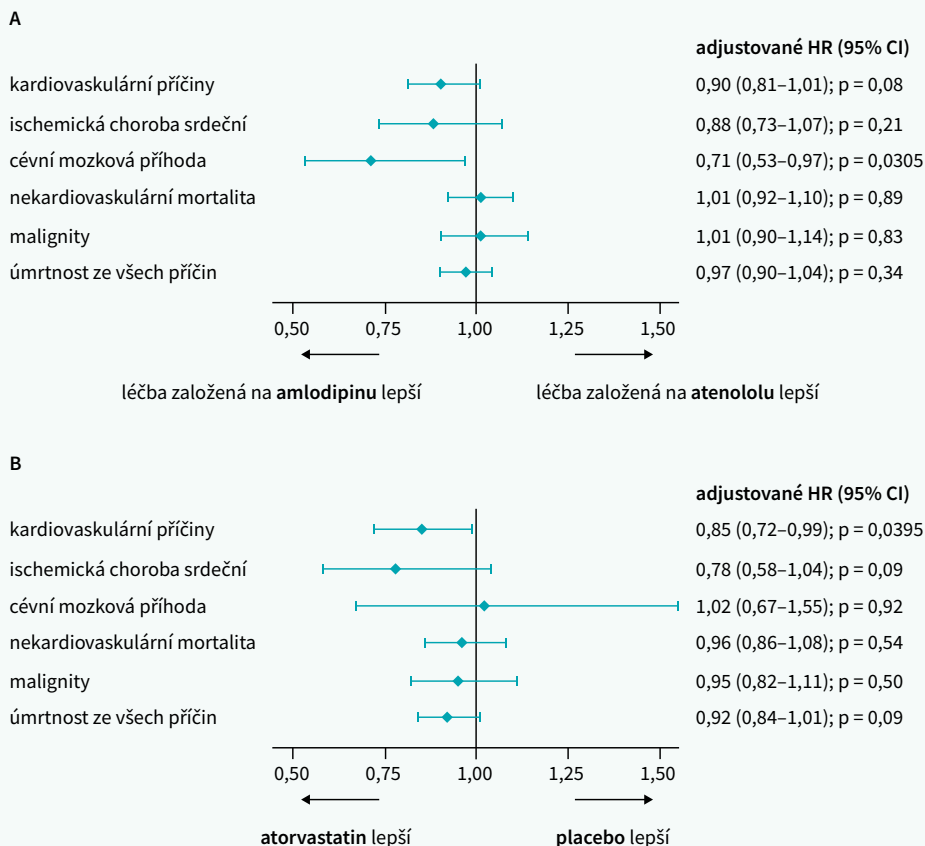 A
adjustované HR (95% CI)
kardiovaskulární příčiny 0,90 (0,81–1,01); p = 0,08
ischemická choroba srdeční 0,88 (0,73–1,07); p = 0,21
cévní mozková příhoda 0,71 (0,53–0,97); p = 0,0305
nekardiovaskulární mortalita 1,01 (0,92–1,10); p = 0,89
malignity 1,01 (0,90–1,14); p = 0,83
úmrtnost ze všech příčin 0,97 (0,90–1,04); p = 0,34
0,50 0,75 1,00 1,25 1,50
léčba založená na amlodipinu lepší léčba založená na atenololu lepší
B
adjustované HR (95% CI)
kardiovaskulární příčiny 0,85 (0,72–0,99); p = 0,0395
ischemická choroba srdeční 0,78 (0,58–1,04); p = 0,09
cévní mozková příhoda 1,02 (0,67–1,55); p = 0,92
nekardiovaskulární mortalita 0,96 (0,86–1,08); p = 0,54
malignity 0,95 (0,82–1,11); p = 0,50
úmrtnost ze všech příčin 0,92 (0,84–1,01); p = 0,09
0,50 0,75 1,00 1,25 1,50
atorvastatin lepší placebo lepší